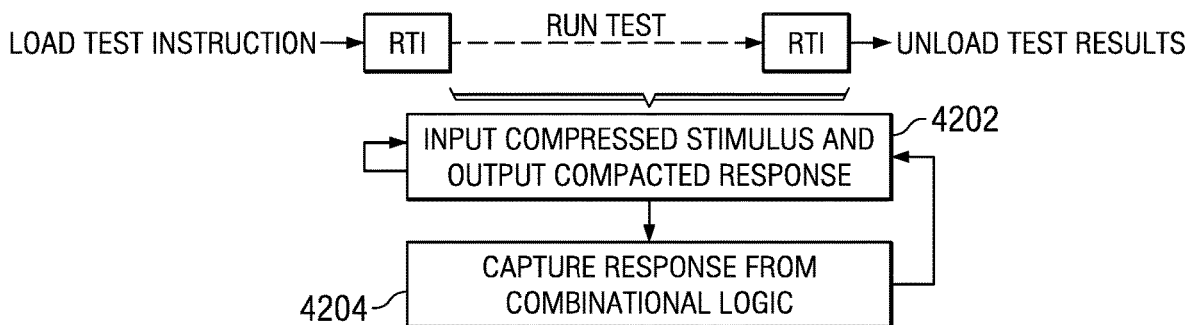 LOAD TEST INSTRUCTION
RTI
RUN TEST
RTI
UNLOAD TEST RESULTS
INPUT COMPRESSED STIMULUS AND
OUTPUT COMPACTED RESPONSE
4202
CAPTURE RESPONSE FROM
COMBINATIONAL LOGIC
4204